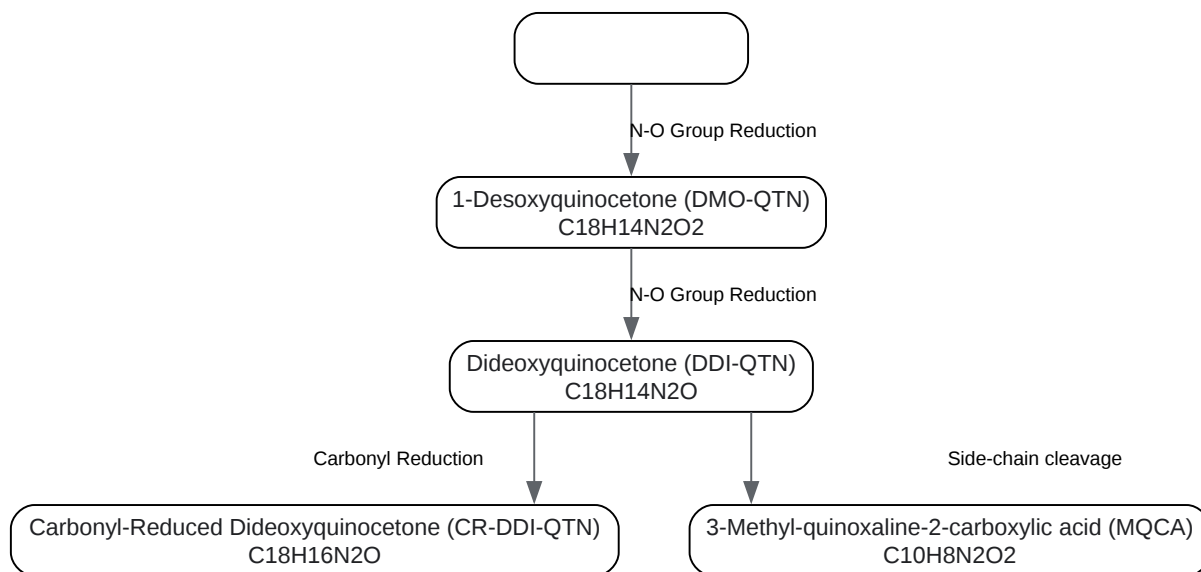 N-O Group Reduction
1-Desoxyquinocetone (DMO-QTN)
C18H14N2O2
N-O Group Reduction
Dideoxyquinocetone (DDI-QTN)
C18H14N2O
Carbonyl Reduction
Side-chain cleavage
Carbonyl-Reduced Dideoxyquinocetone (CR-DDI-QTN)
C18H16N2O
3-Methyl-quinoxaline-2-carboxylic acid (MQCA)
C10H8N2O2